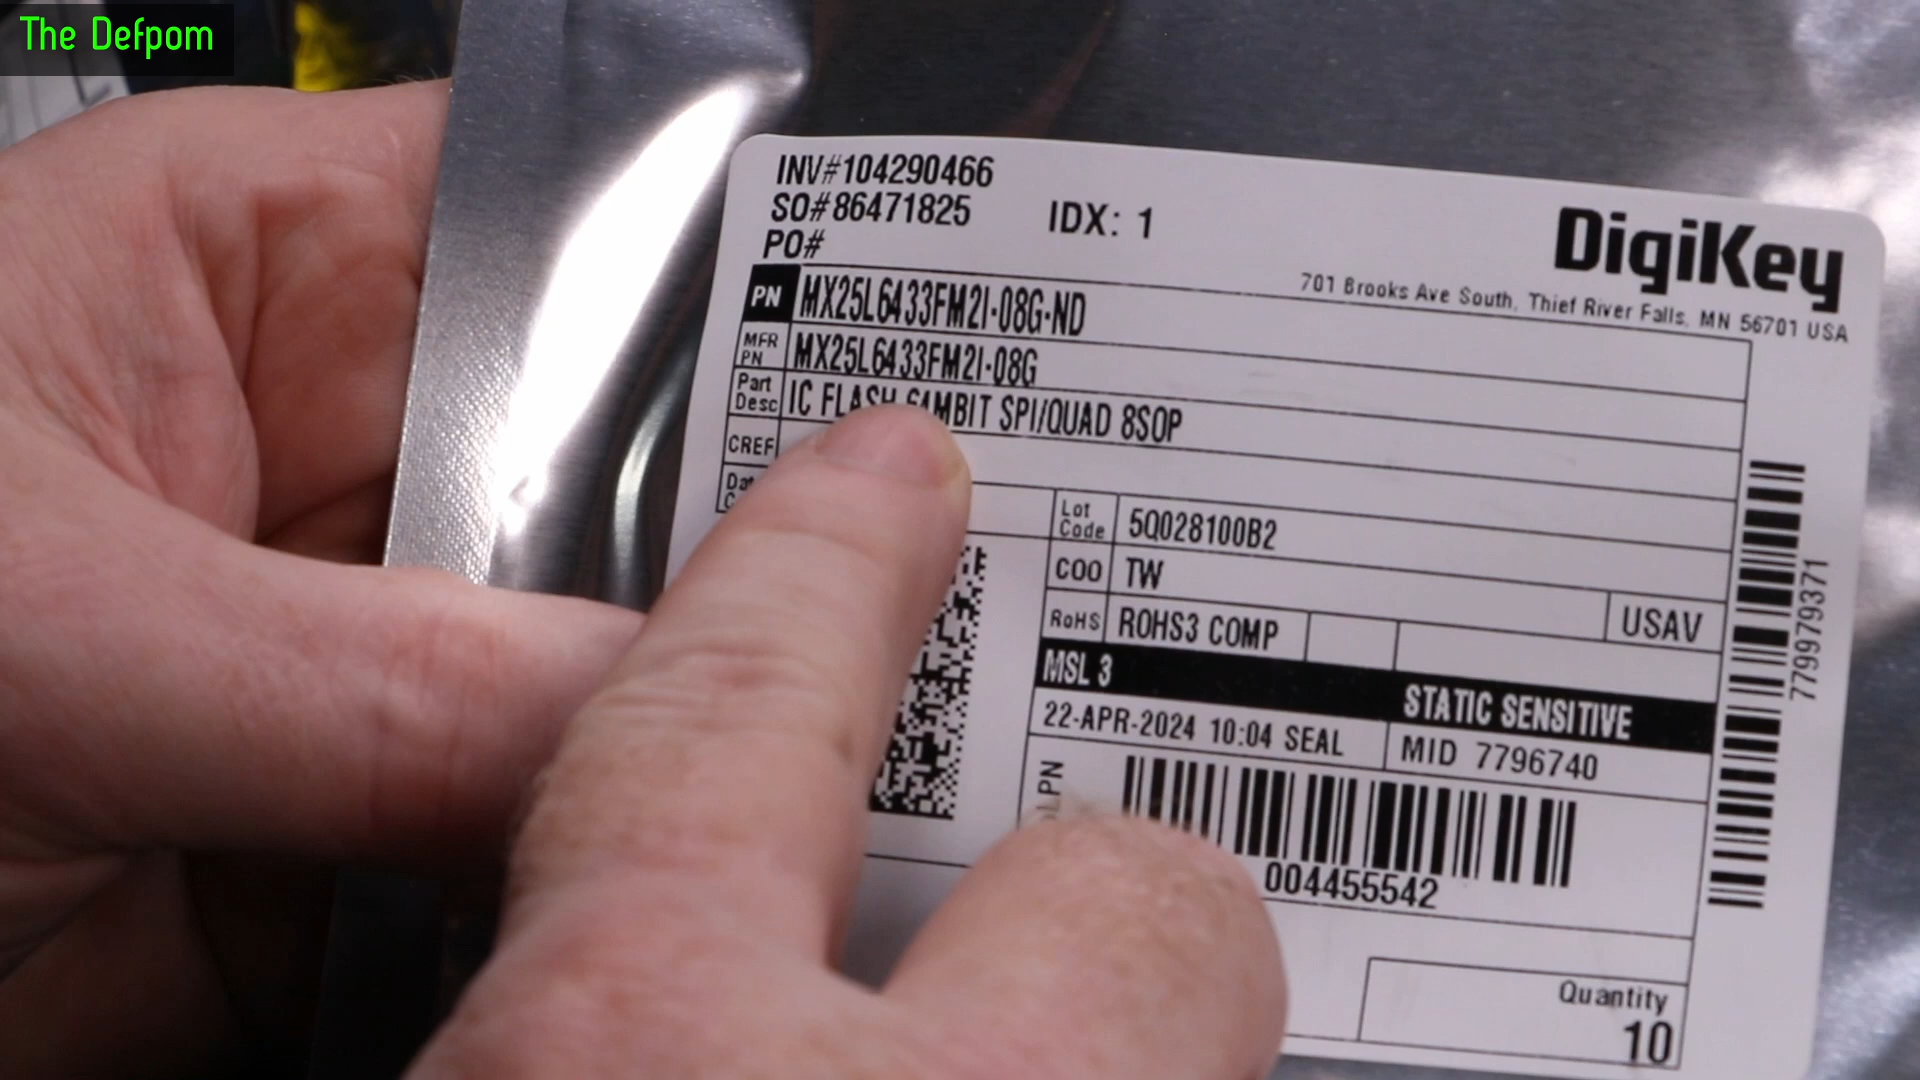 The Defpom
INV#104290466
SO#86471825
IDX: 1
PO#
DigiKey
701 Brooks Ave South, Thief River Falls, MN 56701 USA
PN MX25L6433FM2I-08G-ND
MFR PN MX25L6433FM2I-08G
Part Desc IC FLASH 64MBIT SPI/QUAD 8SOP
CREF
Lot Code 5Q028100B2
COO TW
USAV
RoHS ROHS3 COMP
MSL 3
STATIC SENSITIVE
22-APR-2024 10:04 SEAL
MID 7796740
LPN
004455542
Quantity
10
779979371